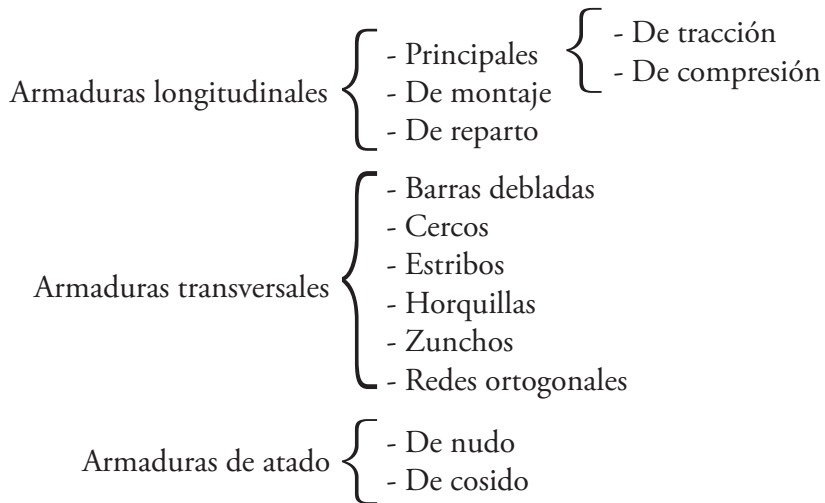 Armaduras longitudinales
- Principales
- De tracción
- De compresión
- De montaje
- De reparto
Armaduras transversales
- Barras debladas
- Cercos
- Estribos
- Horquillas
- Zunchos
- Redes ortogonales
Armaduras de atado
- De nudo
- De cosido